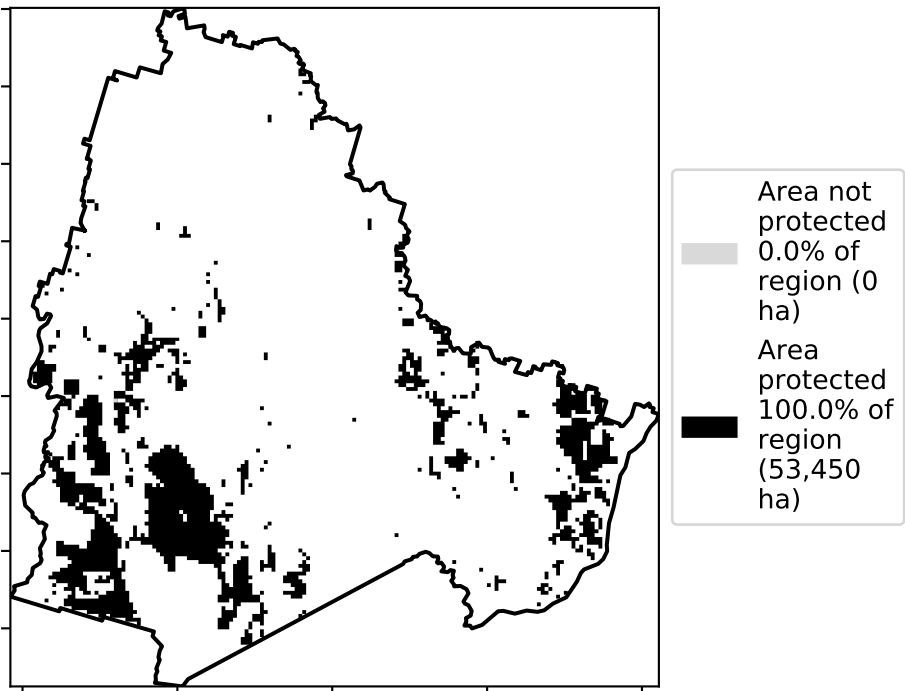 Area not
protected
0.0% of
region (0
ha)
Area
protected
100.0% of
region
(53,450
ha)